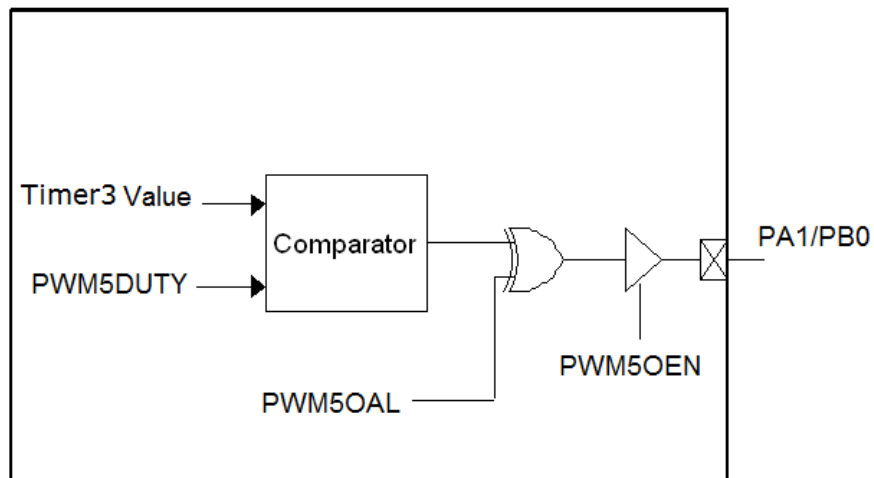 Timer3 Value
Comparator
PWM5DUTY
PA1/PB0
PWM5OEN
PWM5OAL